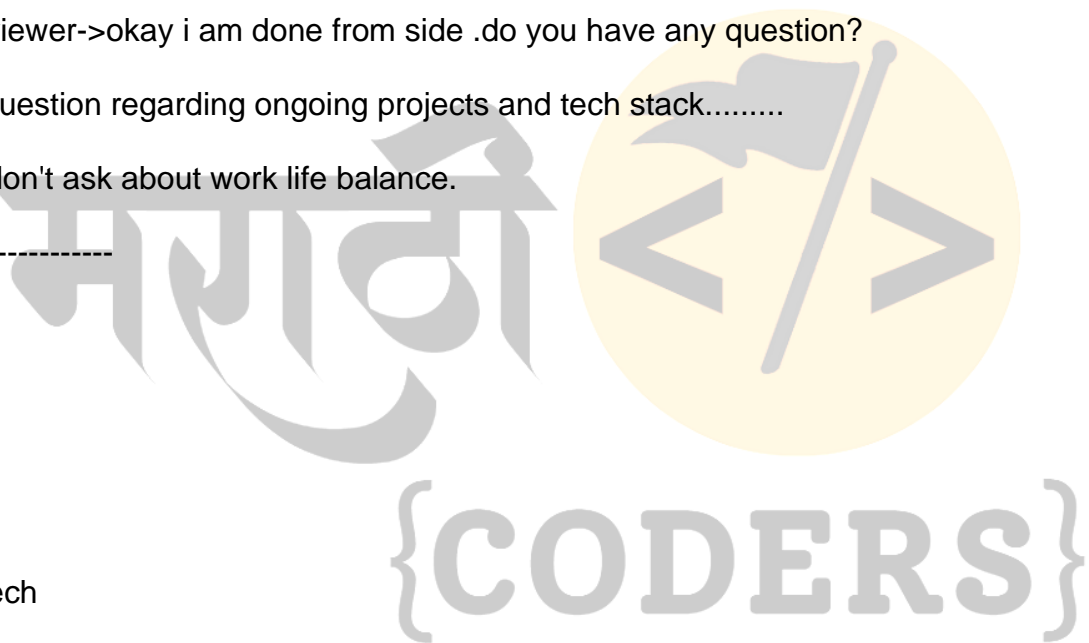 iewer->okay i am done from side .do you have any question?
uestion regarding ongoing projects and tech stack.........
on't ask about work life balance.
-----------
मराठी
</>
{CODERS}
ech